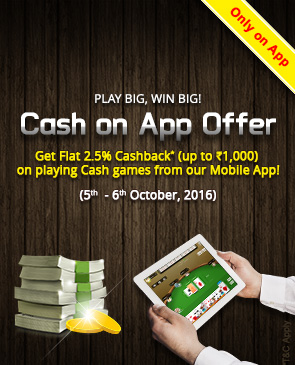 Only on App
PLAY BIG, WIN BIG!
Cash on App Offer
Get Flat 2.5% Cashback* (up to ₹1,000)
on playing Cash games from our Mobile App!
(5th - 6th October, 2016)
*T&C Apply